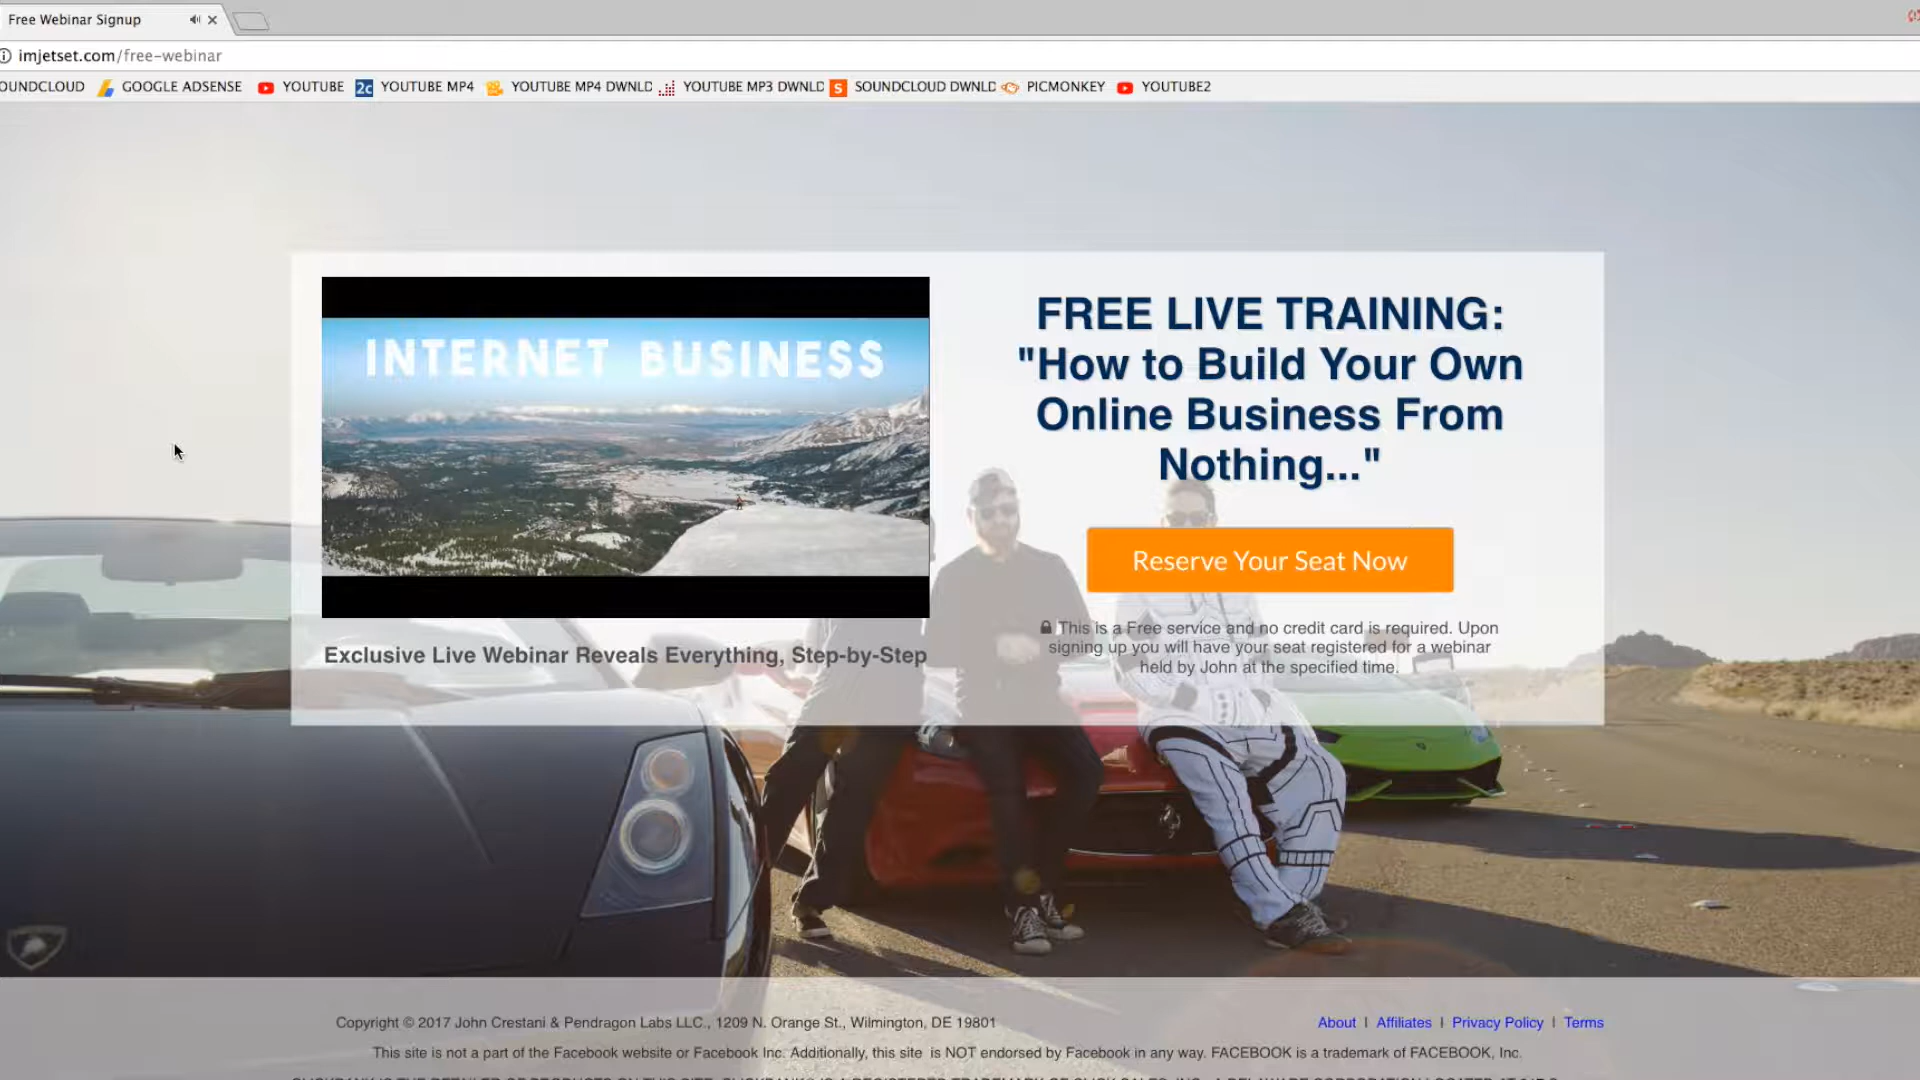 Free Webinar Signup
imjetset.com/free-webinar
OUNDCLOUD GOOGLE ADSENSE YOUTUBE 2c YOUTUBE MP4 YOUTUBE MP4 DWNLD YOUTUBE MP3 DWNLD S SOUNDCLOUD DWNLD PICMONKEY YOUTUBE2
INTERNET BUSINESS
Exclusive Live Webinar Reveals Everything, Step-by-Step
FREE LIVE TRAINING:
"How to Build Your Own
Online Business From
Nothing..."
Reserve Your Seat Now
This is a Free service and no credit card is required. Upon
signing up you will have your seat registered for a webinar
held by John at the specified time.
Copyright © 2017 John Crestani & Pendragon Labs LLC., 1209 N. Orange St., Wilmington, DE 19801
About | Affiliates | Privacy Policy | Terms
This site is not a part of the Facebook website or Facebook Inc. Additionally, this site is NOT endorsed by Facebook in any way. FACEBOOK is a trademark of FACEBOOK, Inc.